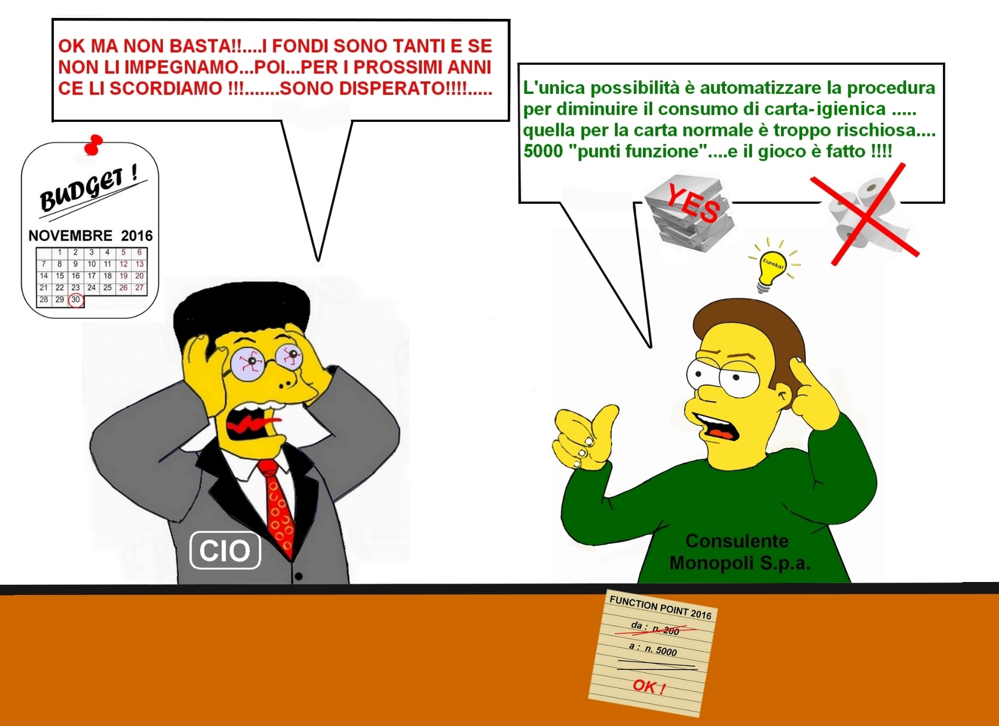 OK MA NON BASTA!!....I FONDI SONO TANTI E SE
NON LI IMPEGNAMO...POI...PER I PROSSIMI ANNI
CE LI SCORDIAMO !!!.......SONO DISPERATO!!!!.....
L'unica possibilità è automatizzare la procedura
per diminuire il consumo di carta-igienica .....
quella per la carta normale è troppo rischiosa....
5000 "punti funzione"....e il gioco è fatto !!!!
YES
Eureka!
BUDGET !
NOVEMBRE 2016
1 2 3 4 5 6
7 8 9 10 11 12 13
14 15 16 17 18 19 20
21 22 23 24 25 26 27
28 29 30
CIO
Consulente
Monopoli S.p.a.
FUNCTION POINT 2016
da : n. 200
a : n. 5000
OK !